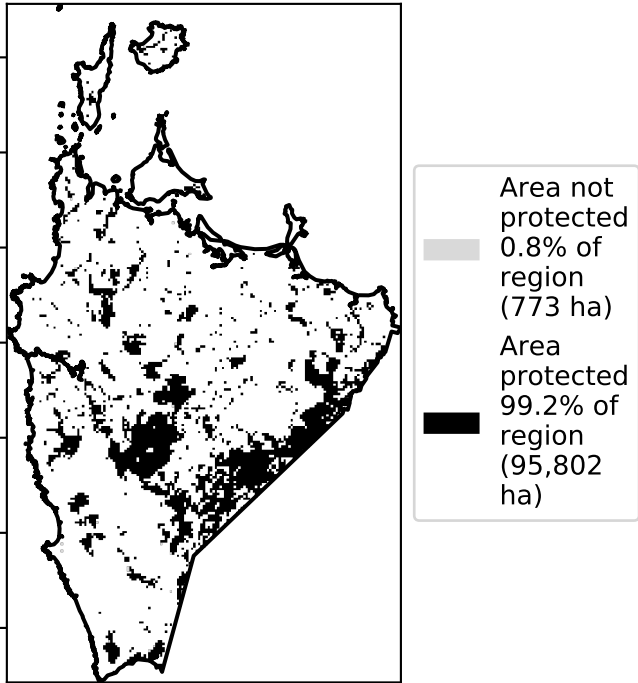 Area not
protected
0.8% of
region
(773 ha)
Area
protected
99.2% of
region
(95,802
ha)